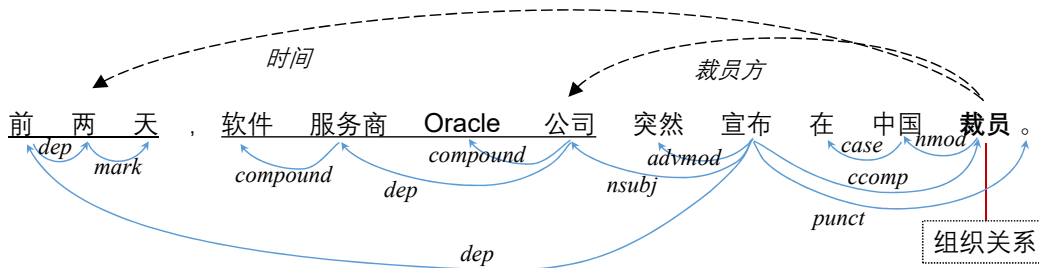 时间
裁员方
前 两 天 , 软件 服务商 Oracle 公司 突然 宣布 在 中国 裁员 。
dep mark compound dep compound nsubj advmod case nmod ccomp punct
dep
组织关系